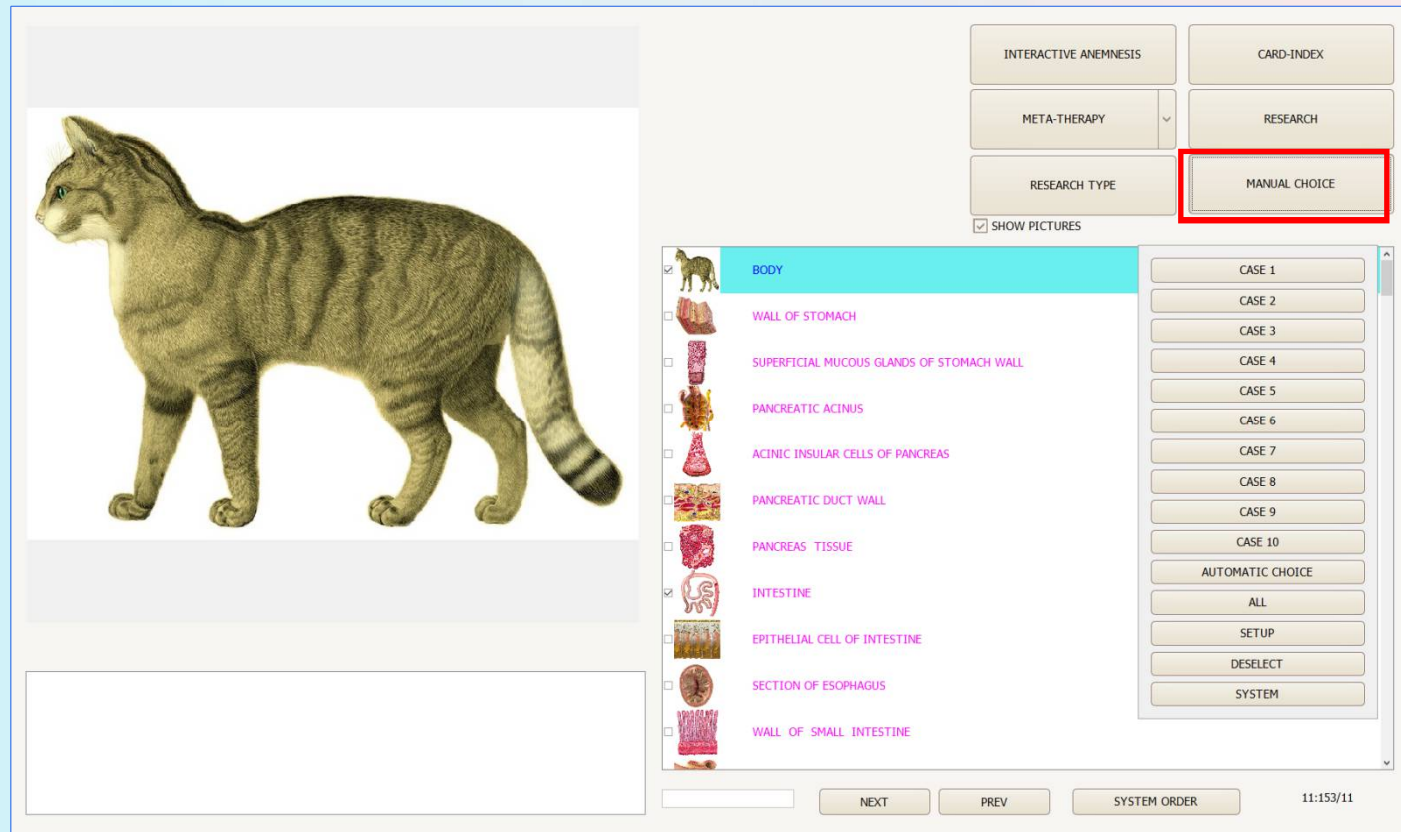 INTERACTIVE ANEMNESIS
CARD-INDEX
META-THERAPY
RESEARCH
RESEARCH TYPE
MANUAL CHOICE
SHOW PICTURES
BODY
WALL OF STOMACH
SUPERFICIAL MUCOUS GLANDS OF STOMACH WALL
PANCREATIC ACINUS
ACINIC INSULAR CELLS OF PANCREAS
PANCREATIC DUCT WALL
PANCREAS TISSUE
INTESTINE
EPITHELIAL CELL OF INTESTINE
SECTION OF ESOPHAGUS
WALL OF SMALL INTESTINE
CASE 1
CASE 2
CASE 3
CASE 4
CASE 5
CASE 6
CASE 7
CASE 8
CASE 9
CASE 10
AUTOMATIC CHOICE
ALL
SETUP
DESELECT
SYSTEM
NEXT
PREV
SYSTEM ORDER
11:153/11